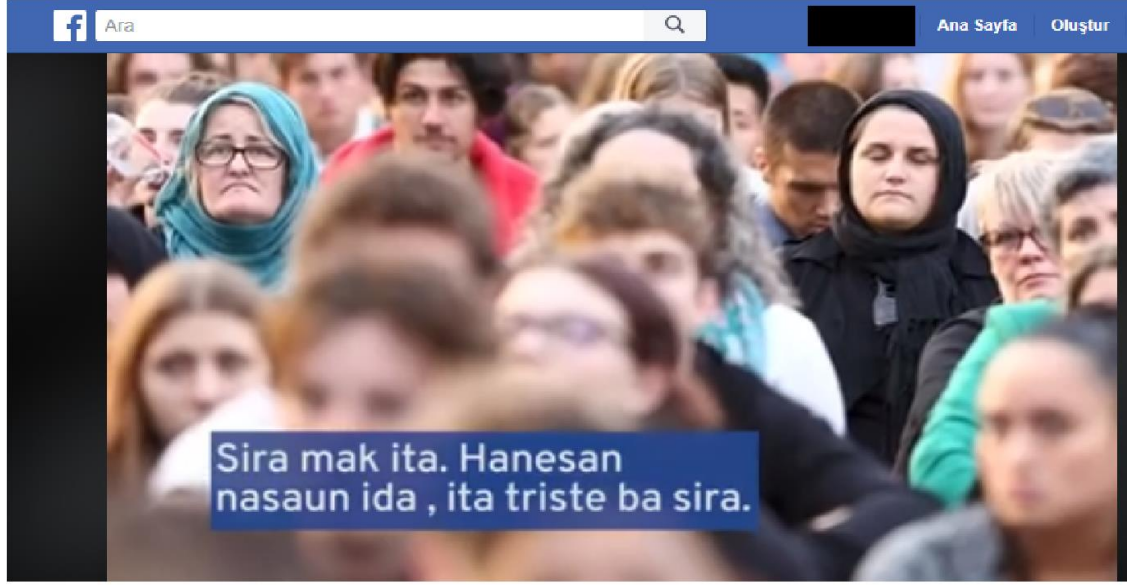 f
Ara
Ana Sayfa Oluştur
Sira mak ita. Hanesan
nasaun ida , ita triste ba sira.